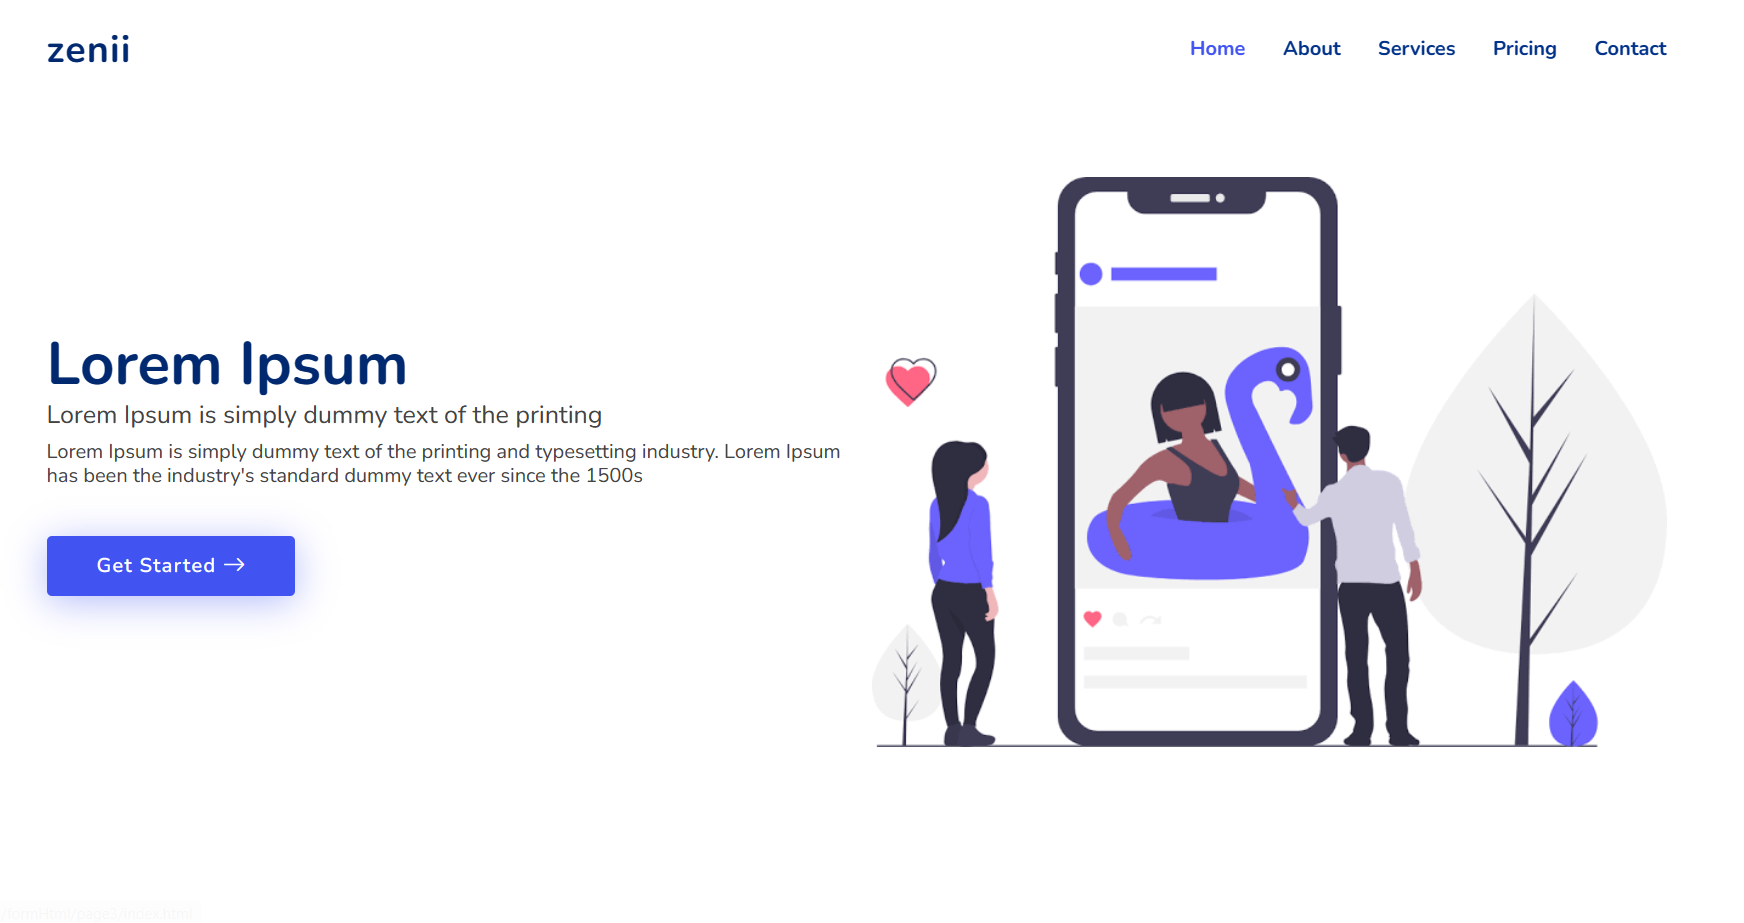 zenii
Home About Services Pricing Contact
Lorem Ipsum
Lorem Ipsum is simply dummy text of the printing
Lorem Ipsum is simply dummy text of the printing and typesetting industry. Lorem Ipsum
has been the industry's standard dummy text ever since the 1500s
Get Started →